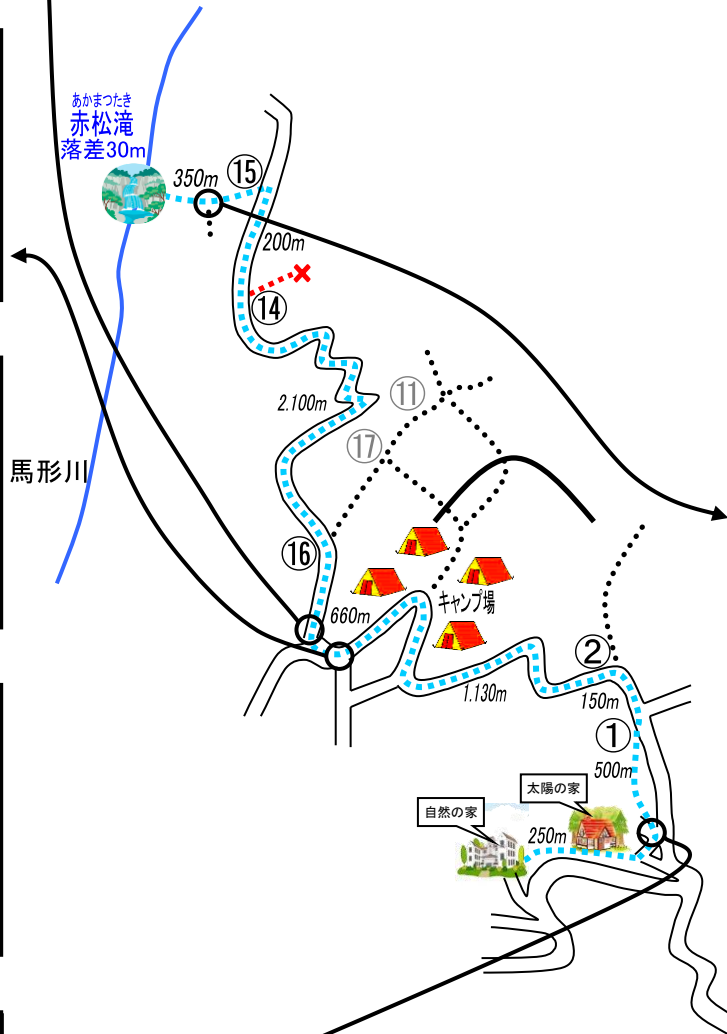 あかまつたき
赤松滝
落差30m
350m
⑮
200m
⑭
2.100m
⑪
⑰
馬形川
⑯
660m
キャンプ場
②
1.130m
150m
①
500m
太陽の家
自然の家
250m